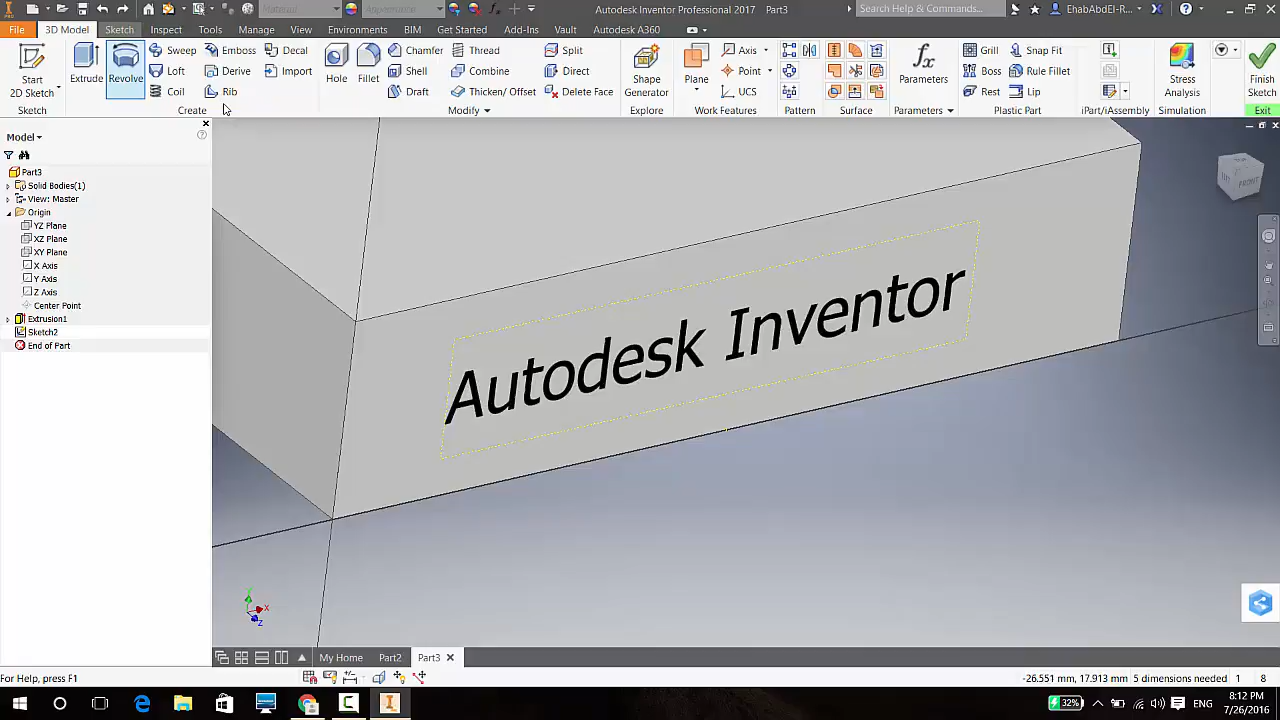 Material
Appearance
Autodesk Inventor Professional 2017 Part3
Search Help & Commands...
EhabAbdEl-R...
File
3D Model
Sketch
Inspect
Tools
Manage
View
Environments
BIM
Get Started
Add-Ins
Vault
Autodesk A360
Start
2D Sketch
Extrude
Revolve
Sweep
Loft
Coil
Emboss
Derive
Rib
Decal
Import
Hole
Fillet
Chamfer
Shell
Draft
Thread
Combine
Thicken/ Offset
Split
Direct
Delete Face
Shape
Generator
Plane
Axis
Point
UCS
fx
Parameters
Grill
Boss
Rest
Snap Fit
Rule Fillet
Lip
Stress
Analysis
Finish
Sketch
Sketch
Create
Modify
Explore
Work Features
Pattern
Surface
Parameters
Plastic Part
iPart/iAssembly
Simulation
Exit
Model
Part3
Solid Bodies(1)
View: Master
Origin
YZ Plane
XZ Plane
XY Plane
X Axis
Y Axis
Z Axis
Center Point
Extrusion1
Sketch2
End of Part
FRONT
Autodesk Inventor
X
Z
My Home
Part2
Part3
For Help, press F1
-26.551 mm, 17.913 mm
5 dimensions needed
1
8
32%
ENG
8:12 PM
7/26/2016